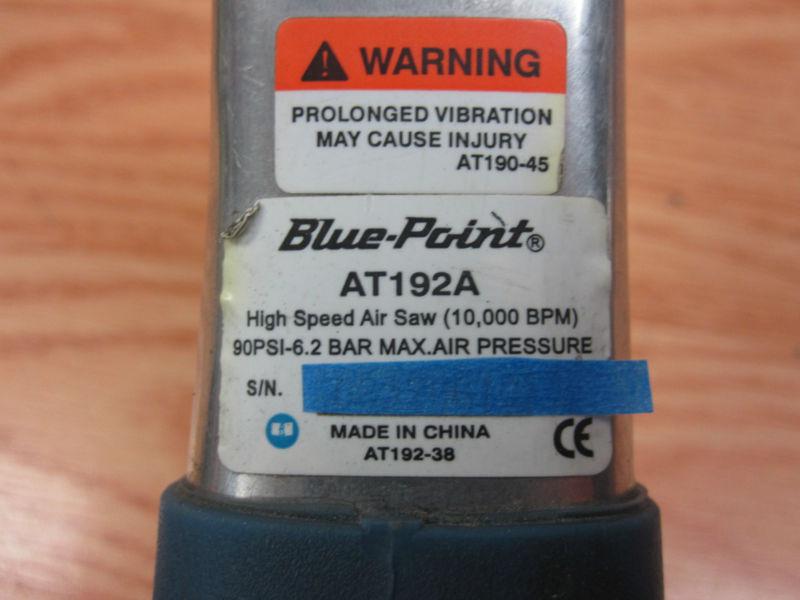 WARNING
PROLONGED VIBRATION
MAY CAUSE INJURY
AT190-45
Blue-Point®
AT192A
High Speed Air Saw (10,000 BPM)
90PSI-6.2 BAR MAX.AIR PRESSURE
S/N.
MADE IN CHINA
AT192-38
CE